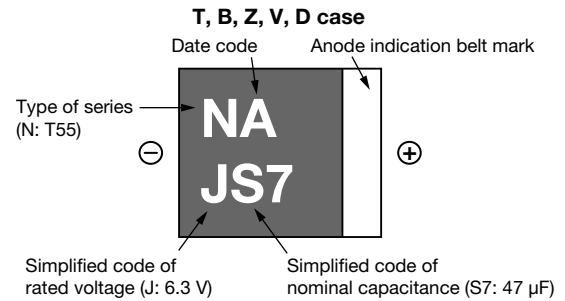 T, B, Z, V, D case
Date code
Anode indication belt mark
Type of series
(N: T55)
NA
⊖
⊕
JS7
Simplified code of
rated voltage (J: 6.3 V)
Simplified code of
nominal capacitance (S7: 47 µF)